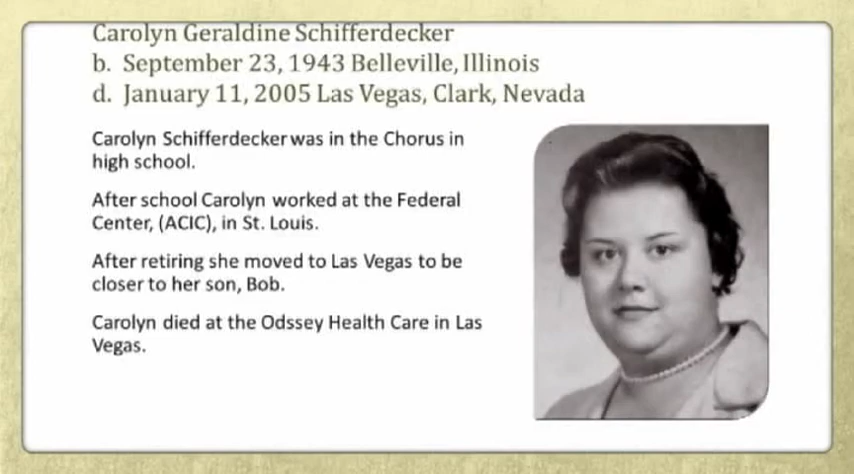 Carolyn Geraldine Schifferdecker
b. September 23, 1943 Belleville, Illinois
d. January 11, 2005 Las Vegas, Clark, Nevada
Carolyn Schifferdecker was in the Chorus in
high school.
After school Carolyn worked at the Federal
Center, (ACIC), in St. Louis.
After retiring she moved to Las Vegas to be
closer to her son, Bob.
Carolyn died at the Odssey Health Care in Las
Vegas.